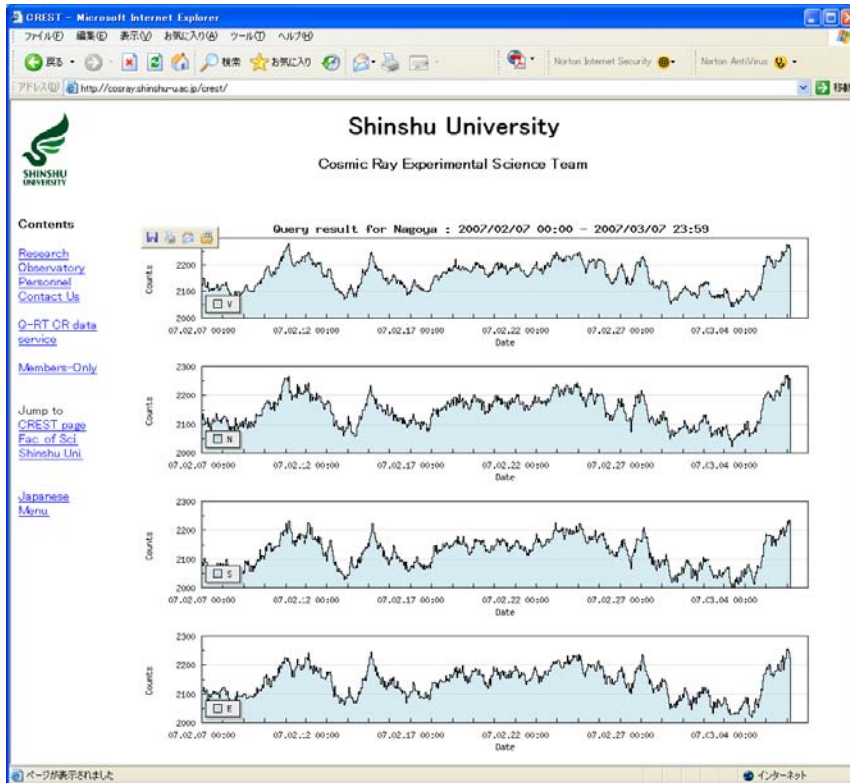 CREST - Microsoft Internet Explorer
ファイル(F) 編集(E) 表示(V) お気に入り(A) ツール(T) ヘルプ(H)
戻る 検索 お気に入り Norton Internet Security Norton AntiVirus
アドレス(D) http://cosray.shinshu-u.ac.jp/crest/ 移動
SHINSHU
UNIVERSITY
Shinshu University
Cosmic Ray Experimental Science Team
Contents
Research
Observatory
Personnel
Contact Us
Q-RT CR data
service
Members-Only
Jump to
CREST page
Fac. of Sci
Shinshu Uni.
Japanese
Menu
Query result for Nagoya : 2007/02/07 00:00 - 2007/03/07 23:59
Counts
2200
2100
2000
V
07.02.07 00:00 07.02.12 00:00 07.02.17 00:00 07.02.22 00:00 07.02.27 00:00 07.03.04 00:00
Date
Counts
2300
2200
2100
2000
N
07.02.07 00:00 07.02.12 00:00 07.02.17 00:00 07.02.22 00:00 07.02.27 00:00 07.03.04 00:00
Date
Counts
2300
2200
2100
2000
S
07.02.07 00:00 07.02.12 00:00 07.02.17 00:00 07.02.22 00:00 07.02.27 00:00 07.03.04 00:00
Date
Counts
2300
2200
2100
2000
E
07.02.07 00:00 07.02.12 00:00 07.02.17 00:00 07.02.22 00:00 07.02.27 00:00 07.03.04 00:00
Date
ページが表示されました インターネット